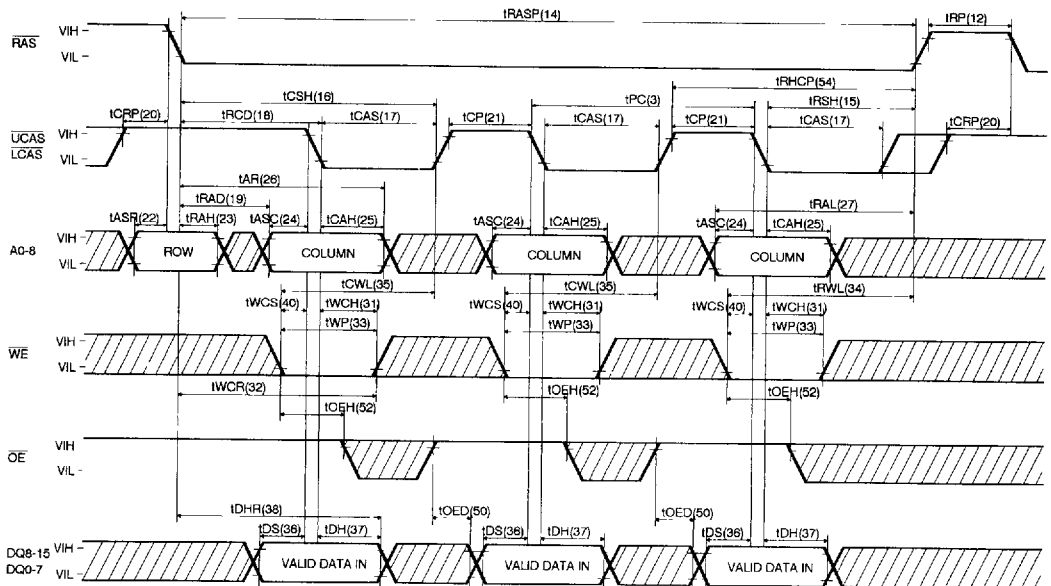 tRASP(14) tRP(12)
RAS VIH
VIL
tCSH(16) tPC(3) tRHCP(54)
tCRP(20) tRCD(18) tCAS(17) tCP(21) tCAS(17) tCP(21) tRSH(15)
tCAS(17) tCRP(20)
UCAS VIH
LCAS VIL
tAR(26)
tRAD(19) tRAL(27)
tASR(22) tRAH(23) tASC(24) tCAH(25) tASC(24) tCAH(25) tASC(24) tCAH(25)
A0-8 VIH
VIL
ROW COLUMN COLUMN COLUMN
tCWL(35) tCWL(35) tRWL(34)
tWCS(40) tWCH(31) tWCS(40) tWCH(31) tWCS(40) tWCH(31)
tWP(33) tWP(33) tWP(33)
WE VIH
VIL
tWCR(32)
tOEH(52) tOEH(52) tOEH(52)
OE VIH
VIL
tDHR(38) tOED(50) tOED(50)
tDS(36) tDH(37) tDS(36) tDH(37) tDS(36) tDH(37)
DQ8-15 VIH
DQ0-7 VIL
VALID DATA IN VALID DATA IN VALID DATA IN